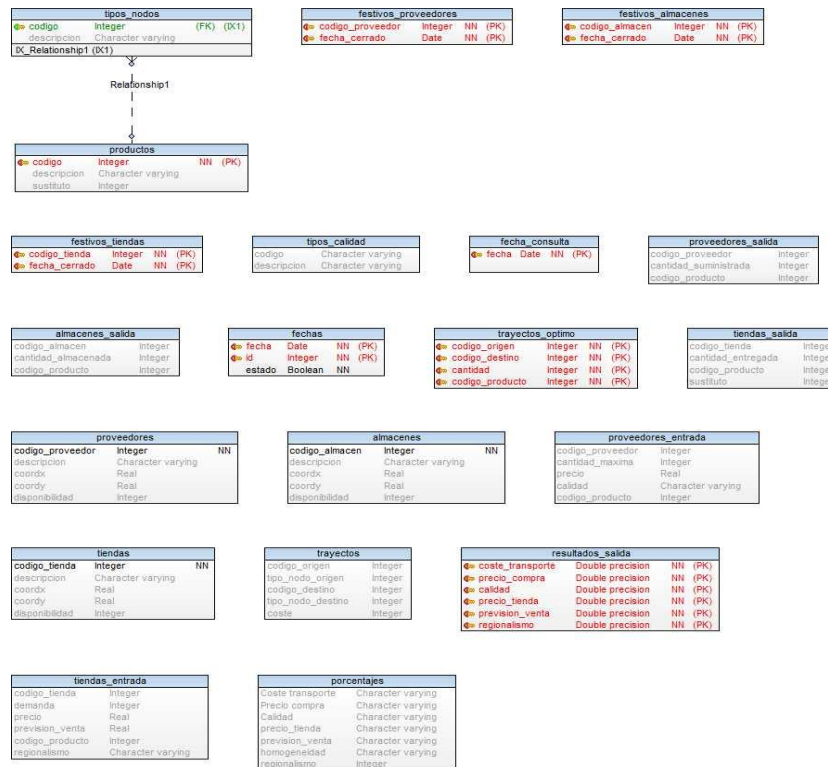 tipos_nodos
codigo Integer (FK) (IX1)
descripcion Character varying
IX_Relationship1 (IX1)
festivos_proveedores
codigo_proveedor Integer NN (PK)
fecha_cerrado Date NN (PK)
festivos_almacenes
codigo_almacen Integer NN (PK)
fecha_cerrado Date NN (PK)
Relationship1
productos
codigo Integer NN (PK)
descripcion Character varying
sustituto Integer
festivos_tiendas
codigo_tienda Integer NN (PK)
fecha_cerrado Date NN (PK)
tipos_calidad
codigo Character varying
descripcion Character varying
fecha_consulta
fecha Date NN (PK)
proveedores_salida
codigo_proveedor Integer
cantidad_suministrada Integer
codigo_producto Integer
almacenes_salida
codigo_almacen Integer
cantidad_almacenada Integer
codigo_producto Integer
fechas
fecha Date NN (PK)
id Integer NN (PK)
estado Boolean NN
trayectos_optimo
codigo_origen Integer NN (PK)
codigo_destino Integer NN (PK)
cantidad Integer NN (PK)
codigo_producto Integer NN (PK)
tiendas_salida
codigo_tienda Intege
cantidad_entregada Intege
codigo_producto Intege
sustituto Intege
proveedores
codigo_proveedor Integer NN
descripcion Character varying
coordx Real
coordy Real
disponibilidad Integer
almacenes
codigo_almacen Integer NN
descripcion Character varying
coordx Real
coordy Real
disponibilidad Integer
proveedores_entrada
codigo_proveedor Integer
cantidad_maxima Integer
precio Real
calidad Character varying
codigo_producto Integer
tiendas
codigo_tienda Integer NN
descripcion Character varying
coordx Real
coordy Real
disponibilidad Integer
trayectos
codigo_origen Integer
tipo_nodo_origen Integer
codigo_destino Integer
tipo_nodo_destino Integer
coste Integer
resultados_salida
coste_transporte Double precision NN (PK)
precio_compra Double precision NN (PK)
calidad Double precision NN (PK)
precio_tienda Double precision NN (PK)
prevision_venta Double precision NN (PK)
regionalismo Double precision NN (PK)
tiendas_entrada
codigo_tienda Integer
demanda Integer
precio Real
prevision_venta Real
codigo_producto Integer
regionalismo Character varying
porcentajes
Coste transporte Character varying
Precio compra Character varying
Calidad Character varying
precio_tienda Character varying
prevision_venta Character varying
homogeneidad Character varying
regionalismo Integer